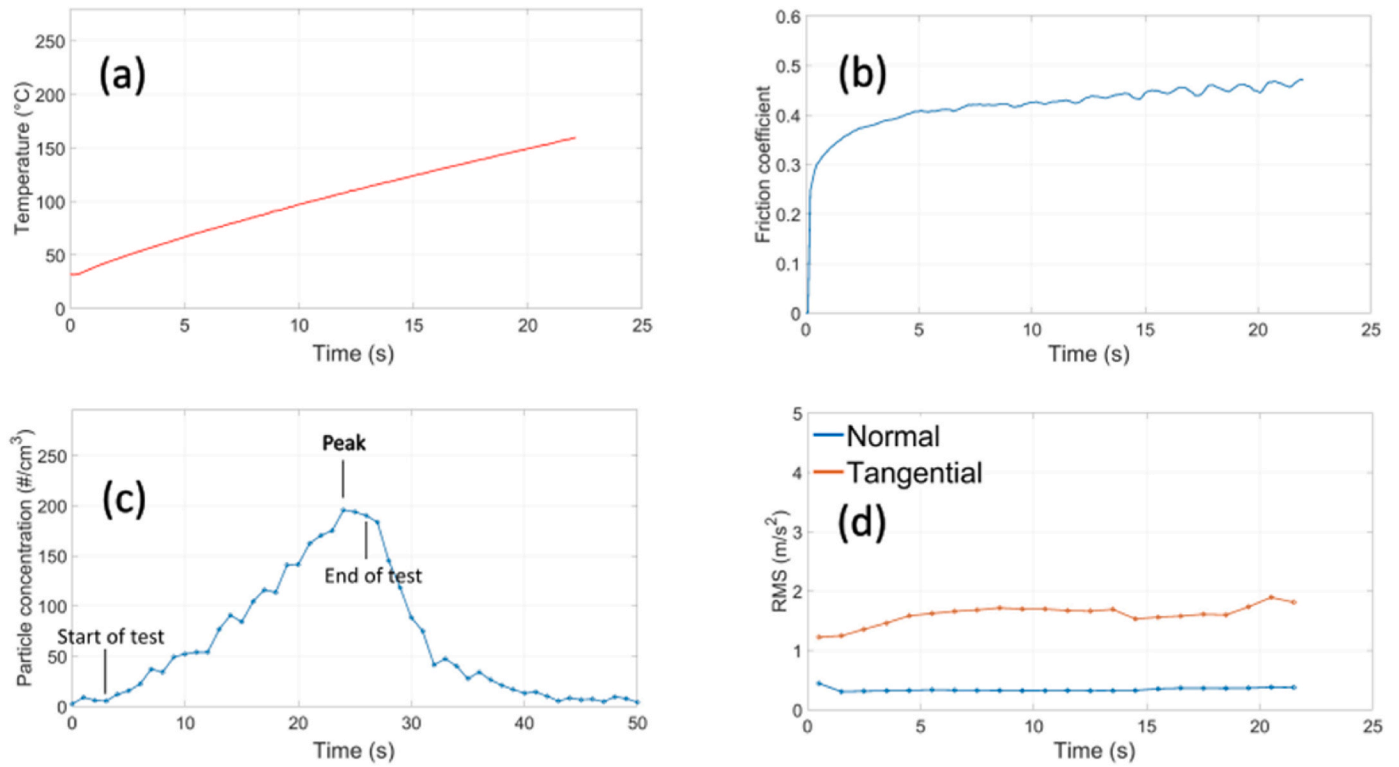 (a)
Temperature (°C)
250
200
150
100
50
0
0 5 10 15 20 25
Time (s)
(b)
Friction coefficient
0.6
0.5
0.4
0.3
0.2
0.1
0
0 5 10 15 20 25
Time (s)
(c)
Particle concentration (#/cm³)
250
200
150
100
50
0
Peak
End of test
Start of test
0 10 20 30 40 50
Time (s)
Normal
Tangential
(d)
RMS (m/s²)
5
4
3
2
1
0
0 5 10 15 20 25
Time (s)